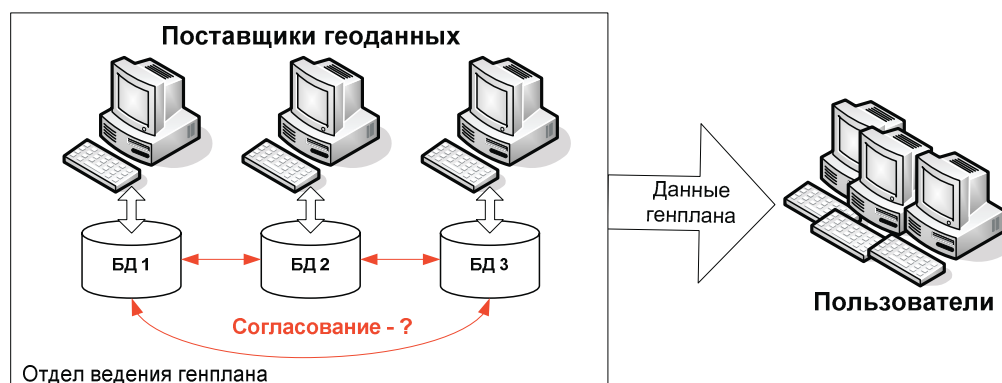 Поставщики геоданных
БД 1
БД 2
БД 3
Согласование - ?
Отдел ведения генплана
Данные
генплана
Пользователи